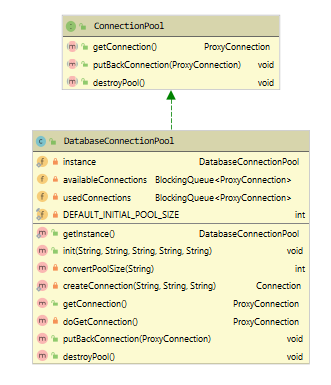 ConnectionPool
getConnection() ProxyConnection
putBackConnection(ProxyConnection) void
destroyPool() void
DatabaseConnectionPool
instance DatabaseConnectionPool
availableConnections BlockingQueue<ProxyConnection>
usedConnections BlockingQueue<ProxyConnection>
DEFAULT_INITIAL_POOL_SIZE int
getInstance() DatabaseConnectionPool
init(String, String, String, String, String) void
convertPoolSize(String) int
createConnection(String, String, String) Connection
getConnection() ProxyConnection
doGetConnection() ProxyConnection
putBackConnection(ProxyConnection) void
destroyPool() void